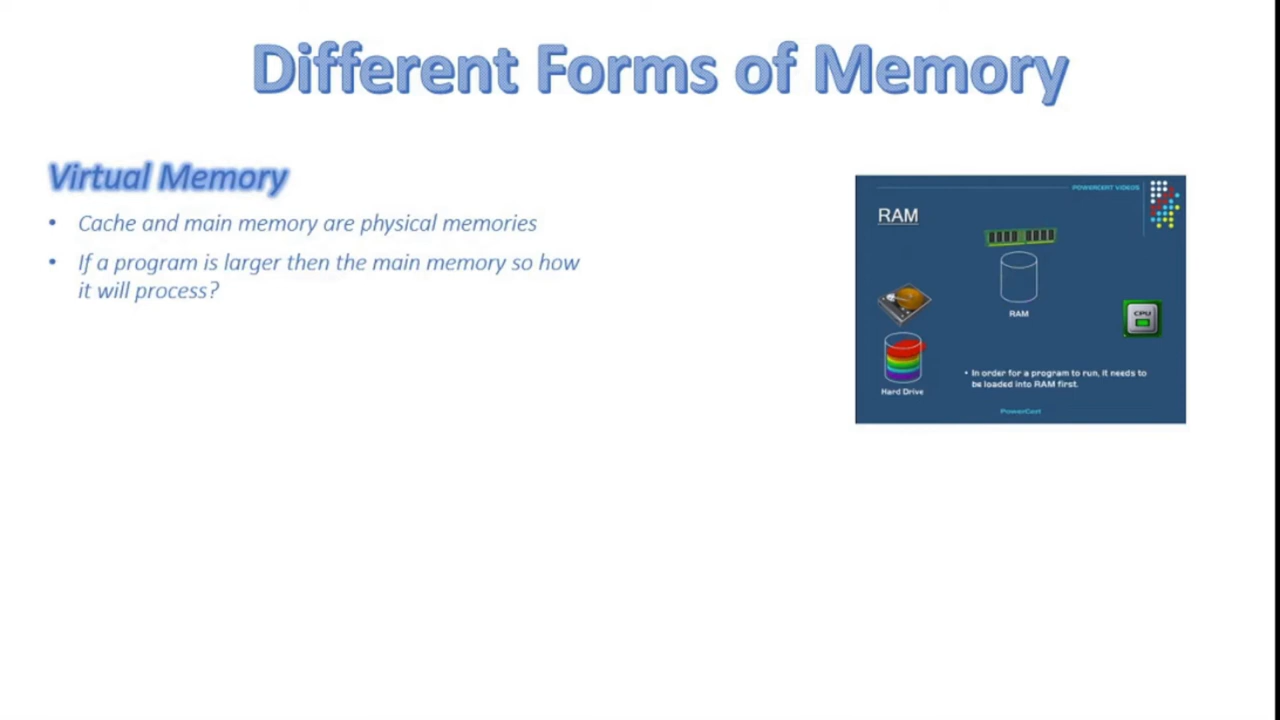 Different Forms of Memory
Virtual Memory
• Cache and main memory are physical memories
• If a program is larger then the main memory so how
it will process?
POWERCERT VIDEOS
RAM
RAM
CPU
Hard Drive
• In order for a program to run, it needs to
be loaded into RAM first.
PowerCert